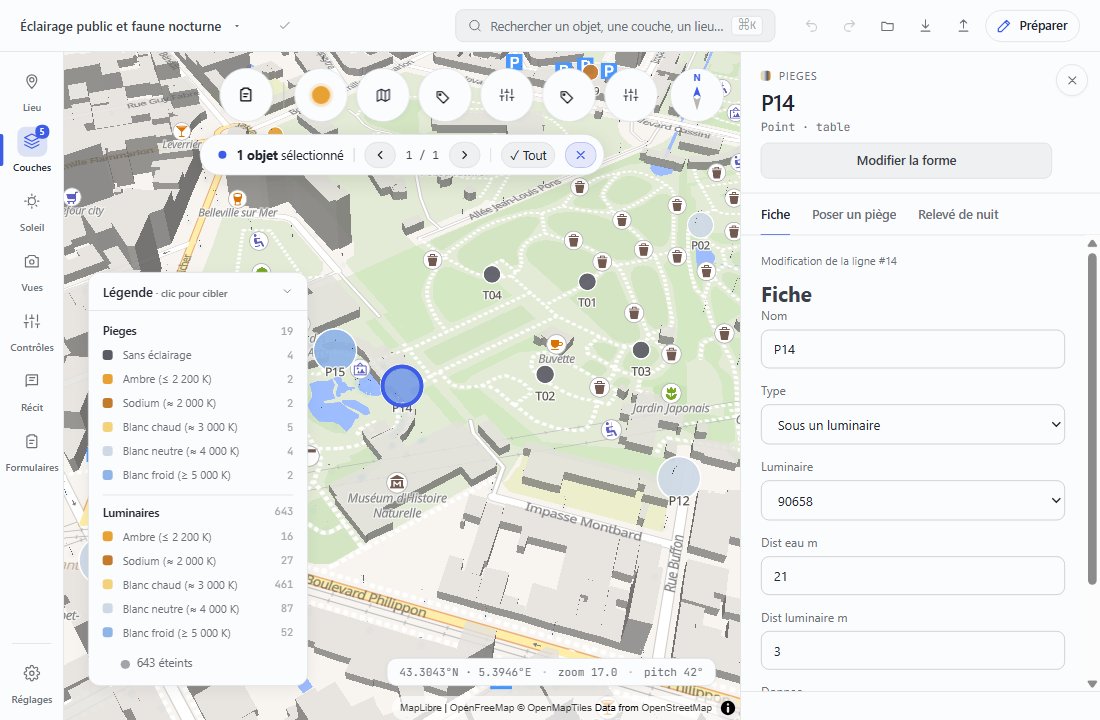 Éclairage public et faune nocturne
Rechercher un objet, une couche, un lieu...
⌘K
Préparer
Lieu
5
Couches
Soleil
Vues
Contrôles
Récit
Formulaires
Réglages
1 objet sélectionné
1 / 1
✓ Tout
N
P
P
P
Leverrier
Belleville sur Mer
Allée Jean-Louis Pons
P02
T04
T01
T03
T02
Buvette
Jardin Japonais
P15
P14
P12
Muséum d'Histoire
Naturelle
Impasse Montbard
Rue Buffon
Boulevard Philippon
Légende · clic pour cibler
Pieges 19
Sans éclairage 4
Ambre (≤ 2 200 K) 2
Sodium (≈ 2 000 K) 2
Blanc chaud (≈ 3 000 K) 5
Blanc neutre (≈ 4 000 K) 4
Blanc froid (≥ 5 000 K) 2
Luminaires 643
Ambre (≤ 2 200 K) 16
Sodium (≈ 2 000 K) 27
Blanc chaud (≈ 3 000 K) 461
Blanc neutre (≈ 4 000 K) 87
Blanc froid (≥ 5 000 K) 52
643 éteints
43.3043°N · 5.3946°E · zoom 17.0 · pitch 42°
MapLibre | OpenFreeMap © OpenMapTiles Data from OpenStreetMap
PIEGES
P14
Point · table
Modifier la forme
Fiche
Poser un piège
Relevé de nuit
Modification de la ligne #14
Fiche
Nom
P14
Type
Sous un luminaire
Luminaire
90658
Dist eau m
21
Dist luminaire m
3